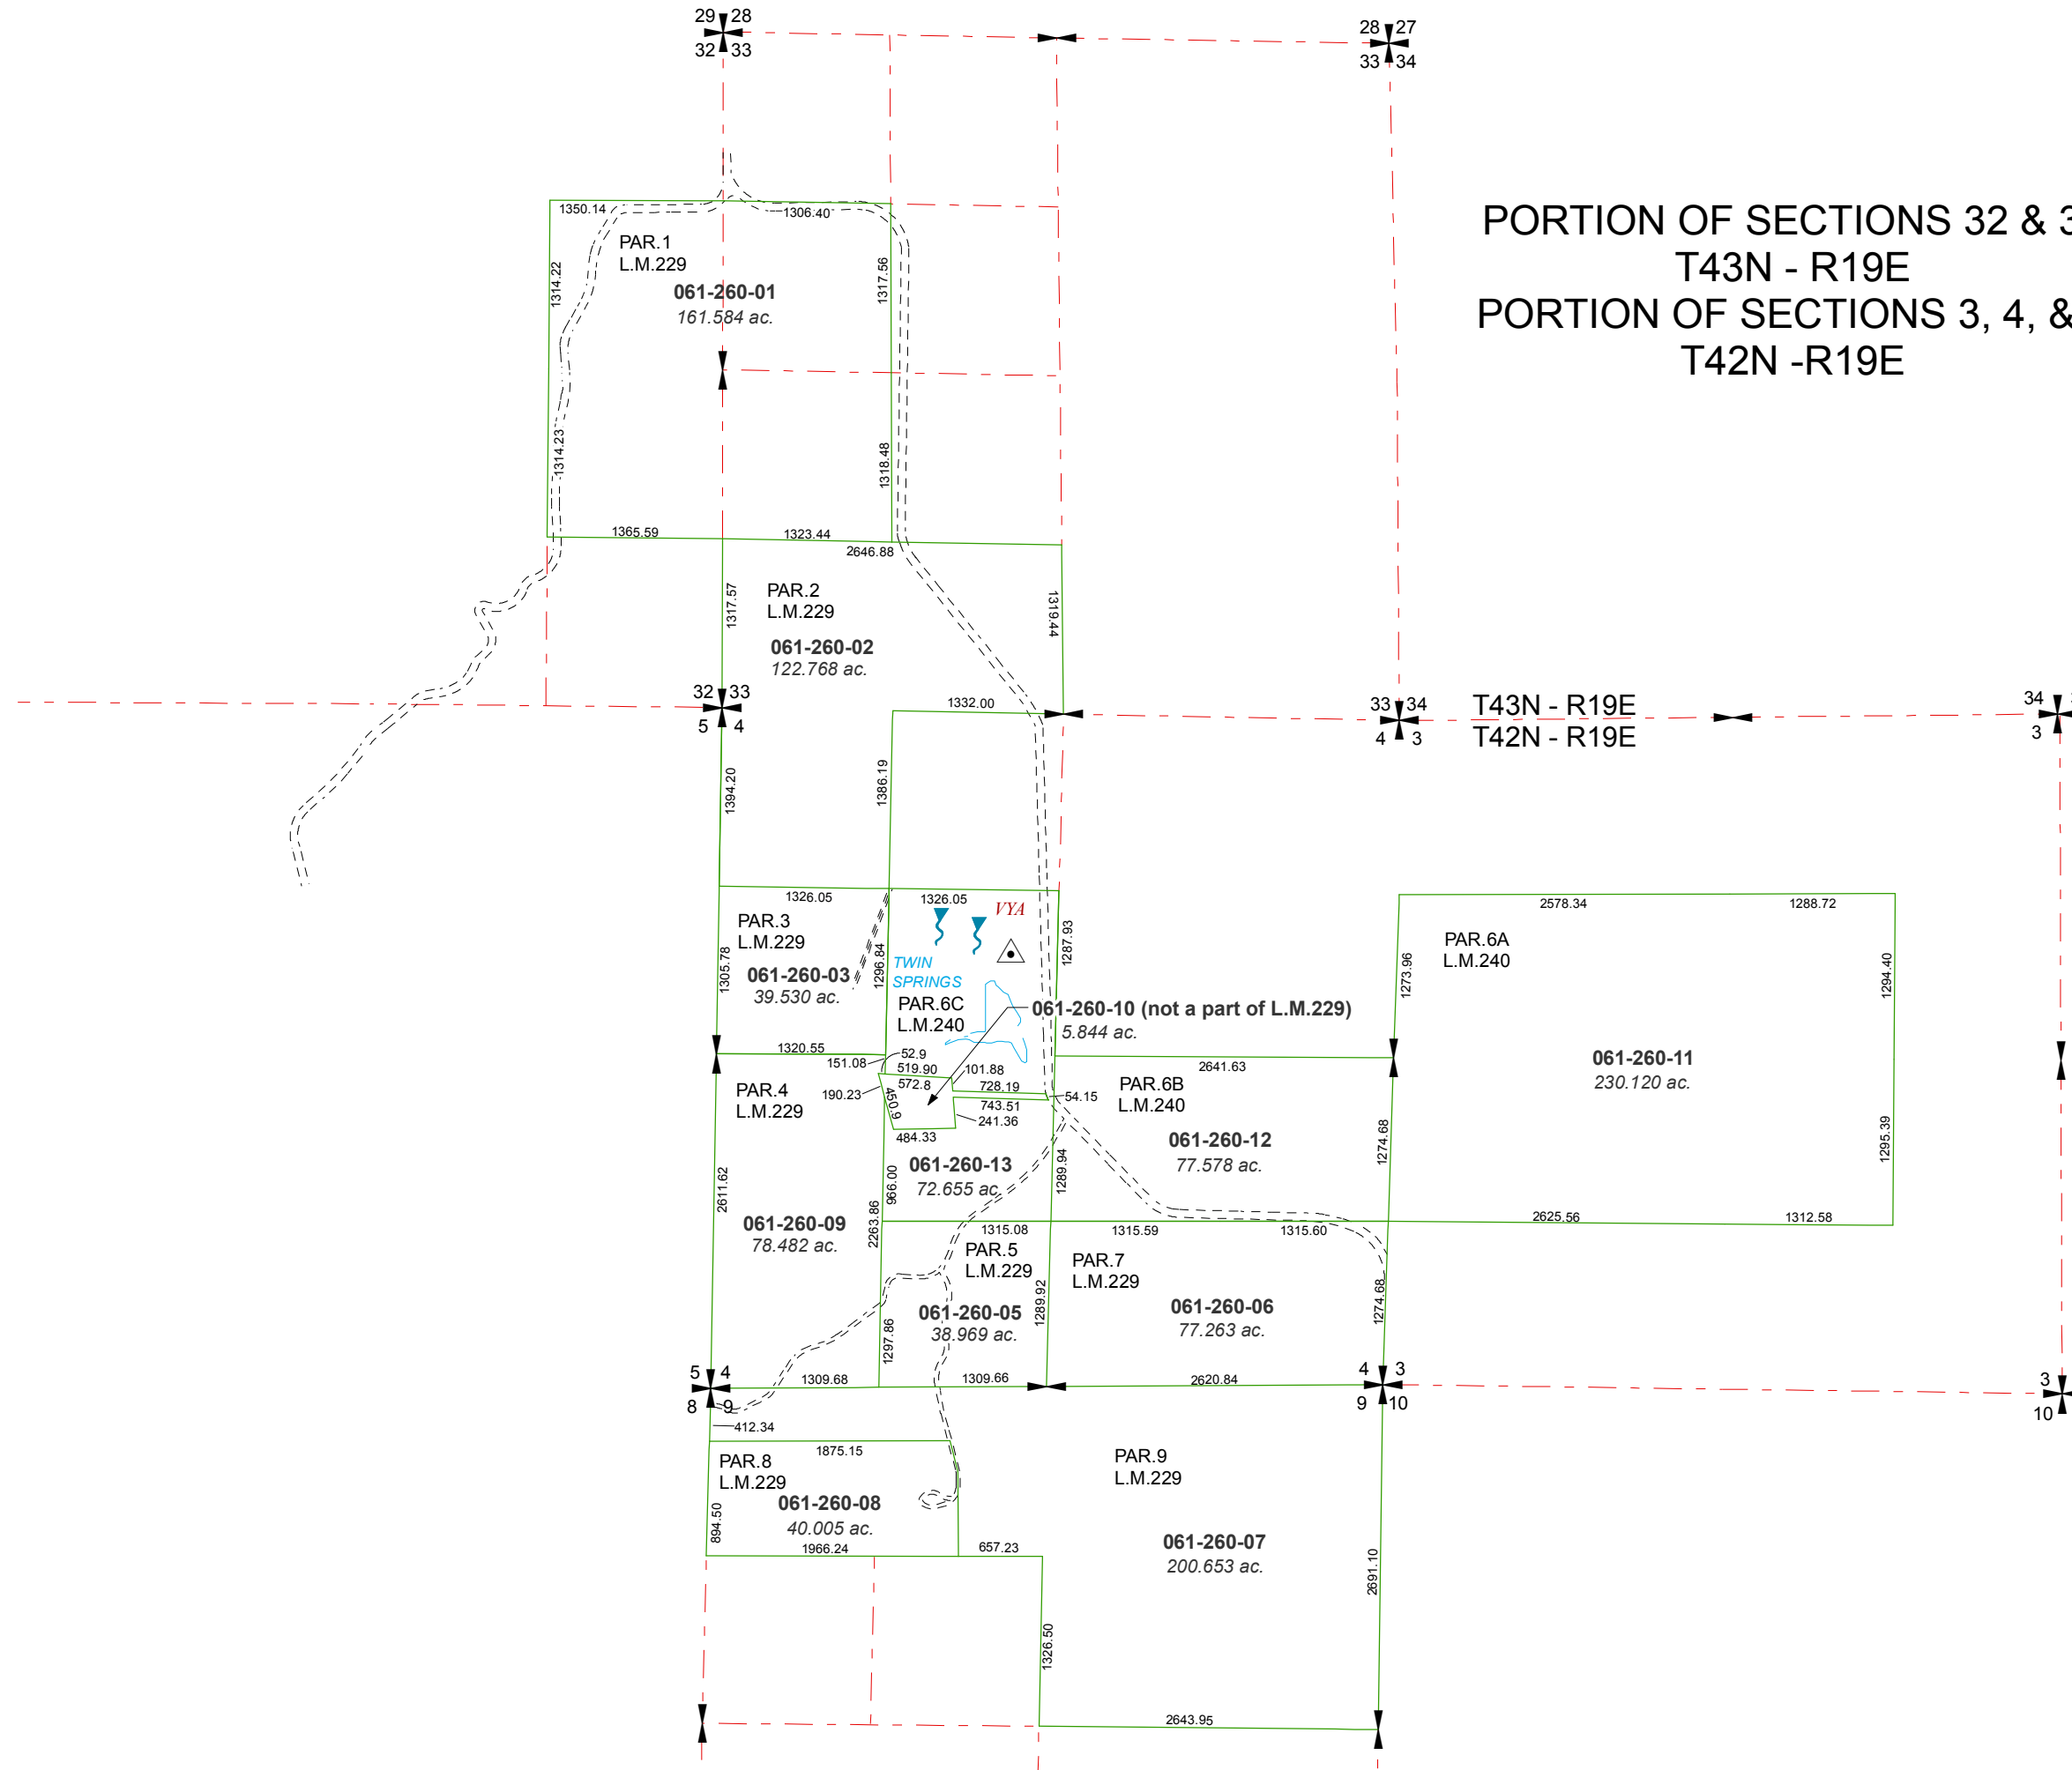 29 28
32 33
28 27
33 34
PORTION OF SECTIONS 32 & 3
T43N - R19E
PORTION OF SECTIONS 3, 4, &
T42N -R19E
1350.14
1306.40
PAR.1
L.M.229
061-260-01
161.584 ac.
1314.22
1317.56
1314.23
1318.48
1365.59
1323.44
2646.88
PAR.2
L.M.229
061-260-02
122.768 ac.
1317.57
1319.44
32 33
5 4
1332.00
33 34
4 3
T43N - R19E
T42N - R19E
34
3
1394.20
1386.19
1326.05
1326.05
VYA
PAR.3
L.M.229
061-260-03
39.530 ac.
1305.78
1296.84
1287.93
TWIN
SPRINGS
PAR.6C
L.M.240
061-260-10 (not a part of L.M.229)
5.844 ac.
2578.34
1288.72
PAR.6A
L.M.240
1273.96
1294.40
061-260-11
230.120 ac.
1320.55
151.08
52.9
519.90
572.8
101.88
728.19
743.51
54.15
241.36
190.23
450.9
484.33
PAR.4
L.M.229
2641.63
PAR.6B
L.M.240
061-260-12
77.578 ac.
1274.68
1295.39
061-260-13
72.655 ac.
966.00
1289.94
2611.62
2263.86
061-260-09
78.482 ac.
1315.08
1315.59
1315.60
2625.56
1312.58
PAR.5
L.M.229
PAR.7
L.M.229
061-260-05
38.969 ac.
061-260-06
77.263 ac.
1297.86
1289.92
1274.68
5 4
8 9
1309.68
1309.66
2620.84
4 3
9 10
3
10
412.34
1875.15
PAR.8
L.M.229
061-260-08
40.005 ac.
894.50
1966.24
657.23
PAR.9
L.M.229
061-260-07
200.653 ac.
2691.10
1326.50
2643.95